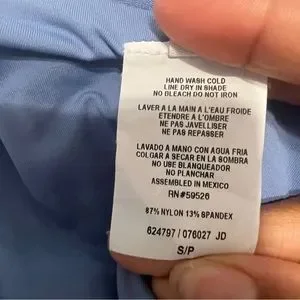 HAND WASH COLD
LINE DRY IN SHADE
NO BLEACH DO NOT IRON
LAVER A LA MAIN A L'EAU FROIDE
ETENDRE A L'OMBRE
NE PAS JAVELLISER
NE PAS REPASSER
LAVADO A MANO CON AGUA FRIA
COLGAR A SECAR EN LA SOMBRA
NO USE BLANQUEADOR
NO PLANCHAR
ASSEMBLED IN MEXICO
RN#59526
87% NYLON 13% SPANDEX
624797 / 076027 JD
S/P